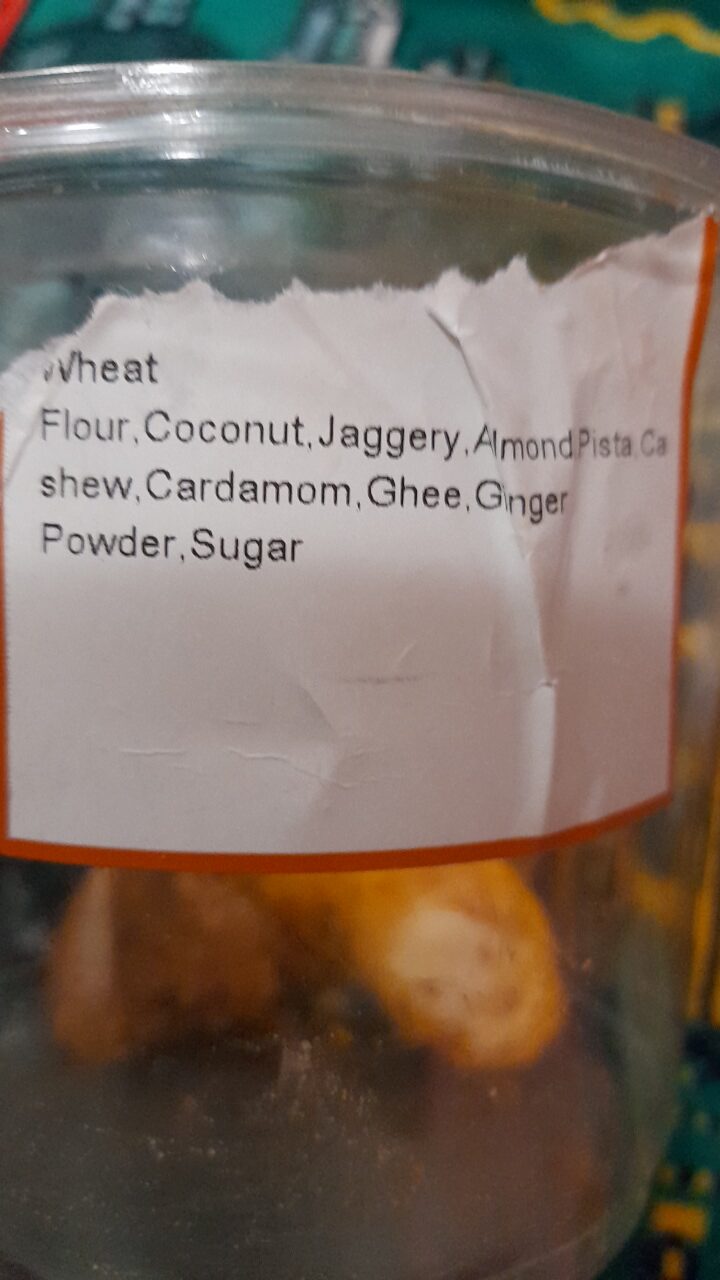 Wheat
Flour,Coconut,Jaggery,Almond,Pista,Ca
shew,Cardamom,Ghee,Ginger
Powder,Sugar